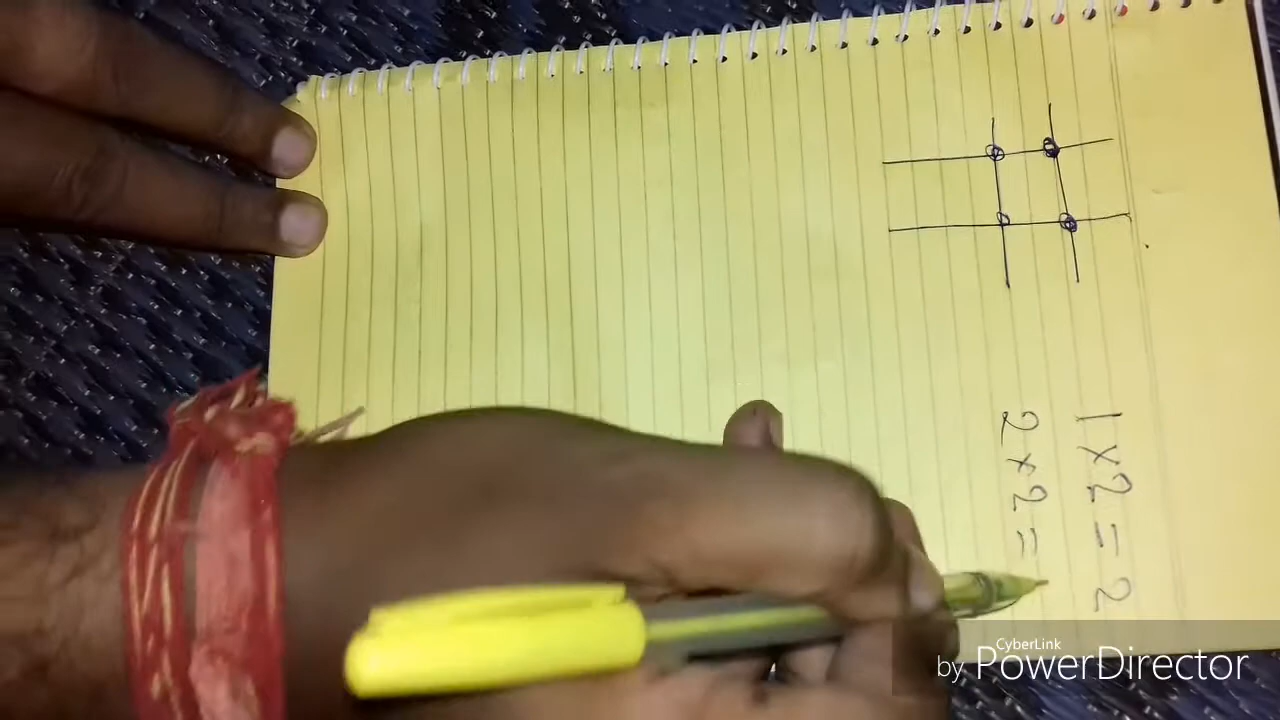 1 x 2 = 2
2 x 2 =
CyberLink
by PowerDirector